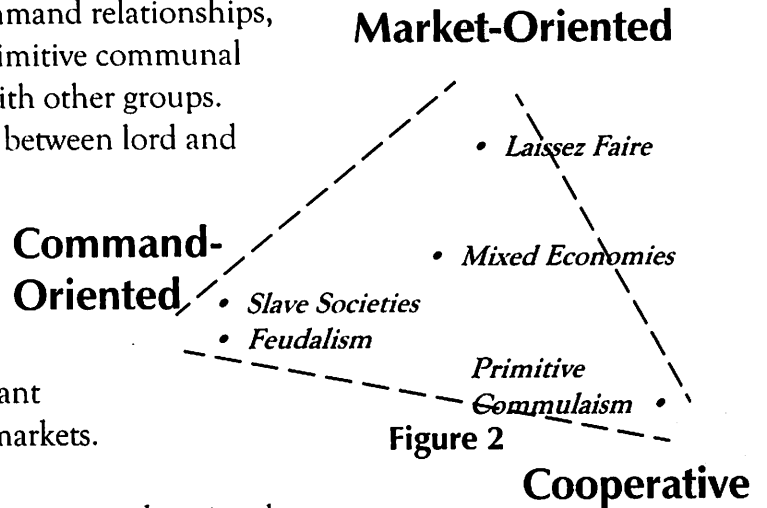 mand relationships,
imitive communal
ith other groups.
between lord and
ant
narkets.
Market-Oriented
• Laissez Faire
Command-
Oriented
• Mixed Economies
• Slave Societies
• Feudalism
Primitive
Commulaism •
Figure 2
Cooperative